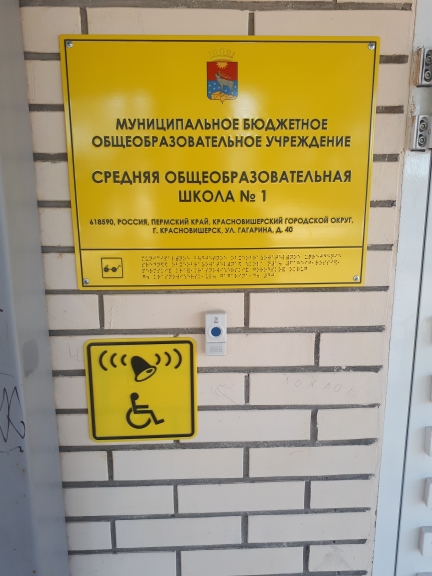 МУНИЦИПАЛЬНОЕ БЮДЖЕТНОЕ
ОБЩЕОБРАЗОВАТЕЛЬНОЕ УЧРЕЖДЕНИЕ
СРЕДНЯЯ ОБЩЕОБРАЗОВАТЕЛЬНАЯ
ШКОЛА № 1
618590, РОССИЯ, ПЕРМСКИЙ КРАЙ, КРАСНОВИШЕРСКИЙ ГОРОДСКОЙ ОКРУГ,
Г. КРАСНОВИШЕРСК, УЛ. ГАГАРИНА, Д. 40